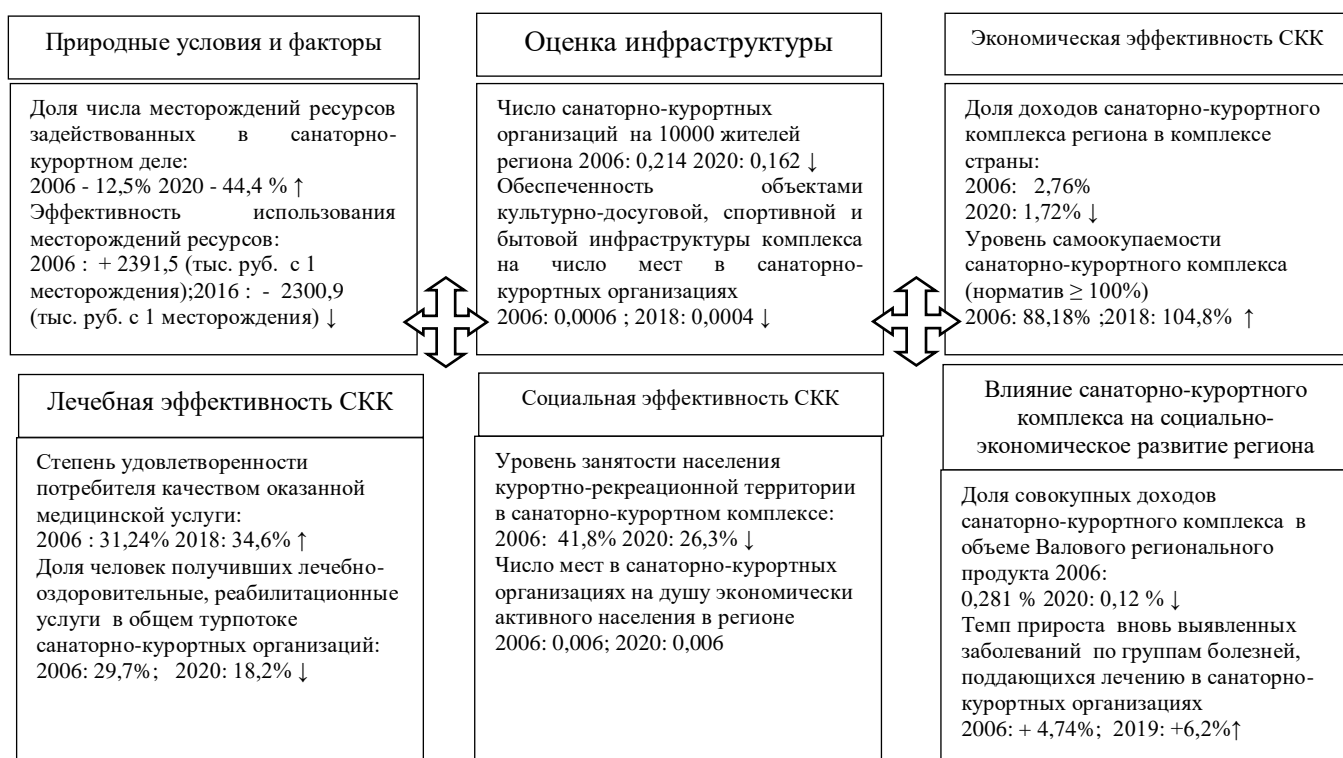 Природные условия и факторы
Доля числа месторождений ресурсов
задействованных в санаторно-
курортном деле:
2006 - 12,5% 2020 - 44,4 % ↑
Эффективность использования
месторождений ресурсов:
2006 : + 2391,5 (тыс. руб. с 1
месторождения);2016 : - 2300,9
(тыс. руб. с 1 месторождения) ↓
Оценка инфраструктуры
Число санаторно-курортных
организаций на 10000 жителей
региона 2006: 0,214 2020: 0,162 ↓
Обеспеченность объектами
культурно-досуговой, спортивной и
бытовой инфраструктуры комплекса
на число мест в санаторно-
курортных организациях
2006: 0,0006 ; 2018: 0,0004 ↓
Экономическая эффективность СКК
Доля доходов санаторно-курортного
комплекса региона в комплексе
страны:
2006: 2,76%
2020: 1,72% ↓
Уровень самоокупаемости
санаторно-курортного комплекса
(норматив ≥ 100%)
2006: 88,18% ;2018: 104,8% ↑
Лечебная эффективность СКК
Степень удовлетворенности
потребителя качеством оказанной
медицинской услуги:
2006 : 31,24% 2018: 34,6% ↑
Доля человек получивших лечебно-
оздоровительные, реабилитационные
услуги в общем турпотоке
санаторно-курортных организаций:
2006: 29,7%; 2020: 18,2% ↓
Социальная эффективность СКК
Уровень занятости населения
курортно-рекреационной территории
в санаторно-курортном комплексе:
2006: 41,8% 2020: 26,3% ↓
Число мест в санаторно-курортных
организациях на душу экономически
активного населения в регионе
2006: 0,006; 2020: 0,006
Влияние санаторно-курортного
комплекса на социально-
экономическое развитие региона
Доля совокупных доходов
санаторно-курортного комплекса в
объеме Валового регионального
продукта 2006:
0,281 % 2020: 0,12 % ↓
Темп прироста вновь выявленных
заболеваний по группам болезней,
поддающихся лечению в санаторно-
курортных организациях
2006: + 4,74%; 2019: +6,2%↑